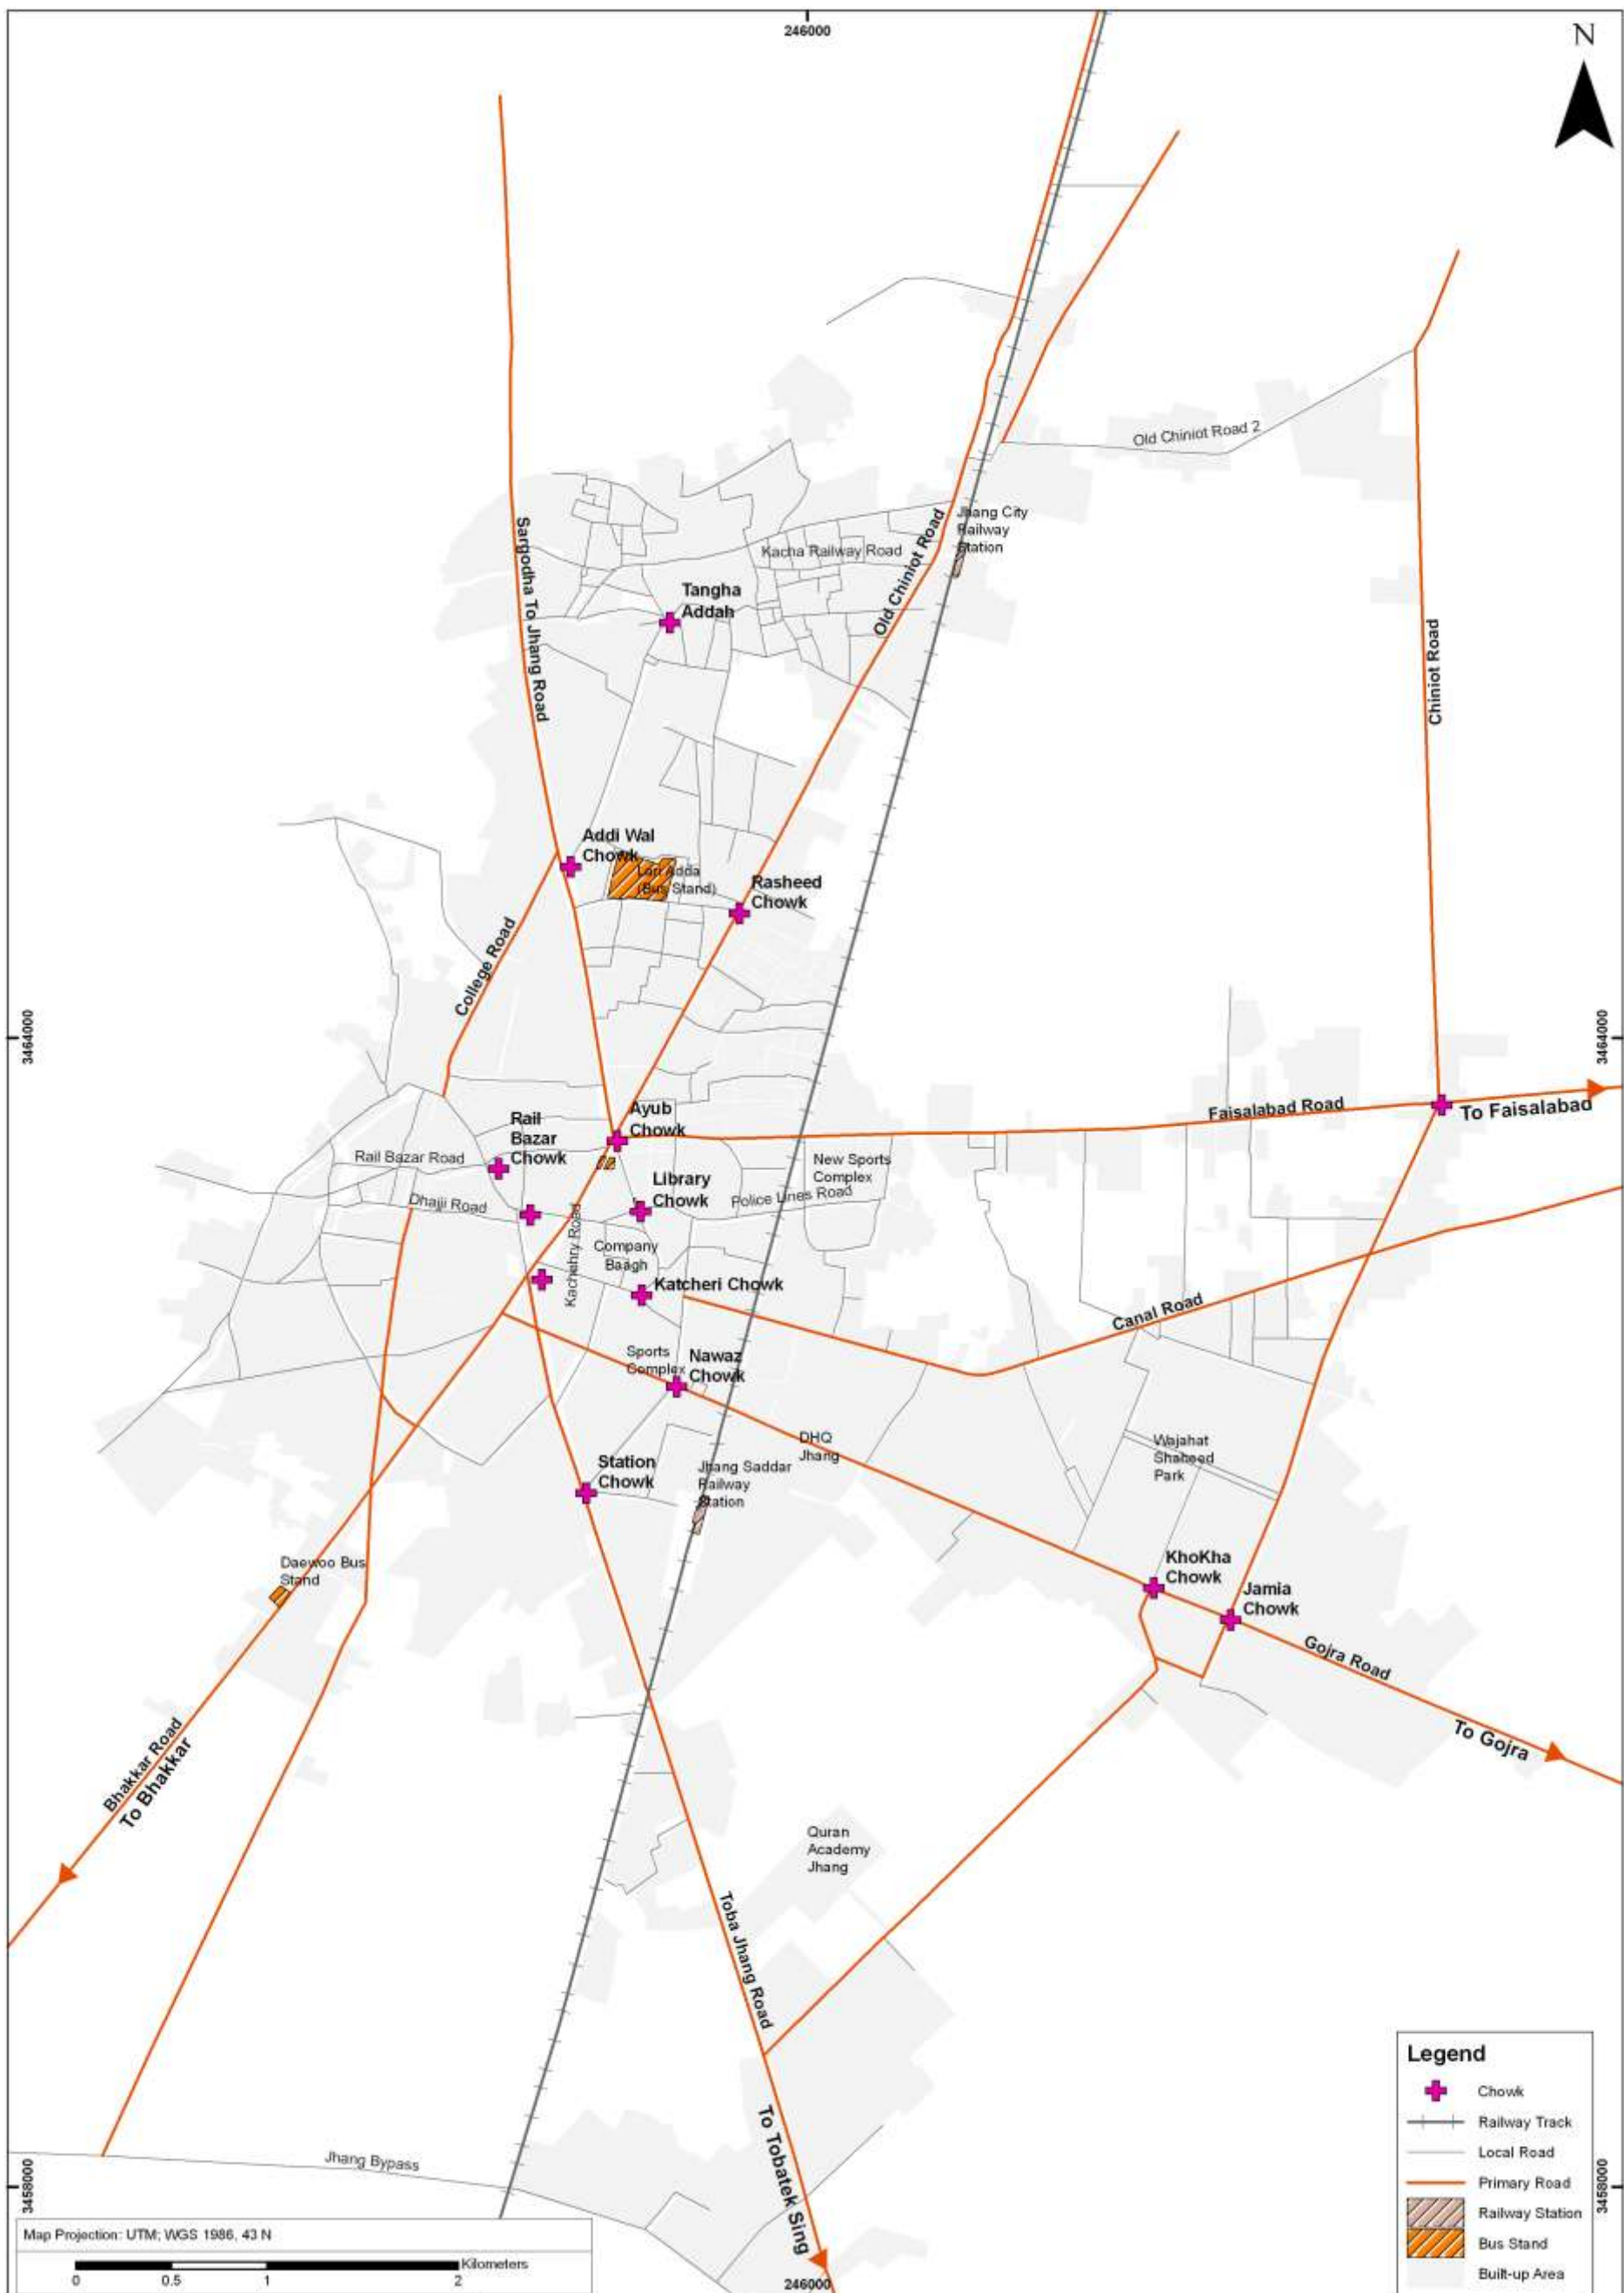 246000
N
Old Chiniot Road 2
Jhang City
Railway
Station
Sargodha To Jhang Road
Kacha Railway Road
Old Chiniot Road
Tangha
Addah
Chiniot Road
Addi Wal
Chowk
Lari Adda
(Bus Stand)
Rasheed
Chowk
College Road
3464000
3464000
Ayub
Chowk
Faisalabad Road
To Faisalabad
Rail
Bazar
Chowk
Rail Bazar Road
New Sports
Complex
Library
Chowk
Police Lines Road
Dhajji Road
Kachehry Road
Company
Baagh
Katcheri Chowk
Canal Road
Sports
Complex
Nawaz
Chowk
DHQ
Jhang
Wajahat
Shaheed
Park
Station
Chowk
Jhang Saddar
Railway
Station
Daewoo Bus
Stand
KhoKha
Chowk
Jamia
Chowk
Gojra Road
To Gojra
Bhakkar Road
To Bhakkar
Quran
Academy
Jhang
Toba Jhang Road
To Tobatek Sing
Jhang Bypass
Legend
Chowk
Railway Track
Local Road
Primary Road
Railway Station
Bus Stand
Built-up Area
3458000
3458000
Map Projection: UTM; WGS 1986, 43 N
Kilometers
0 0.5 1 2
246000